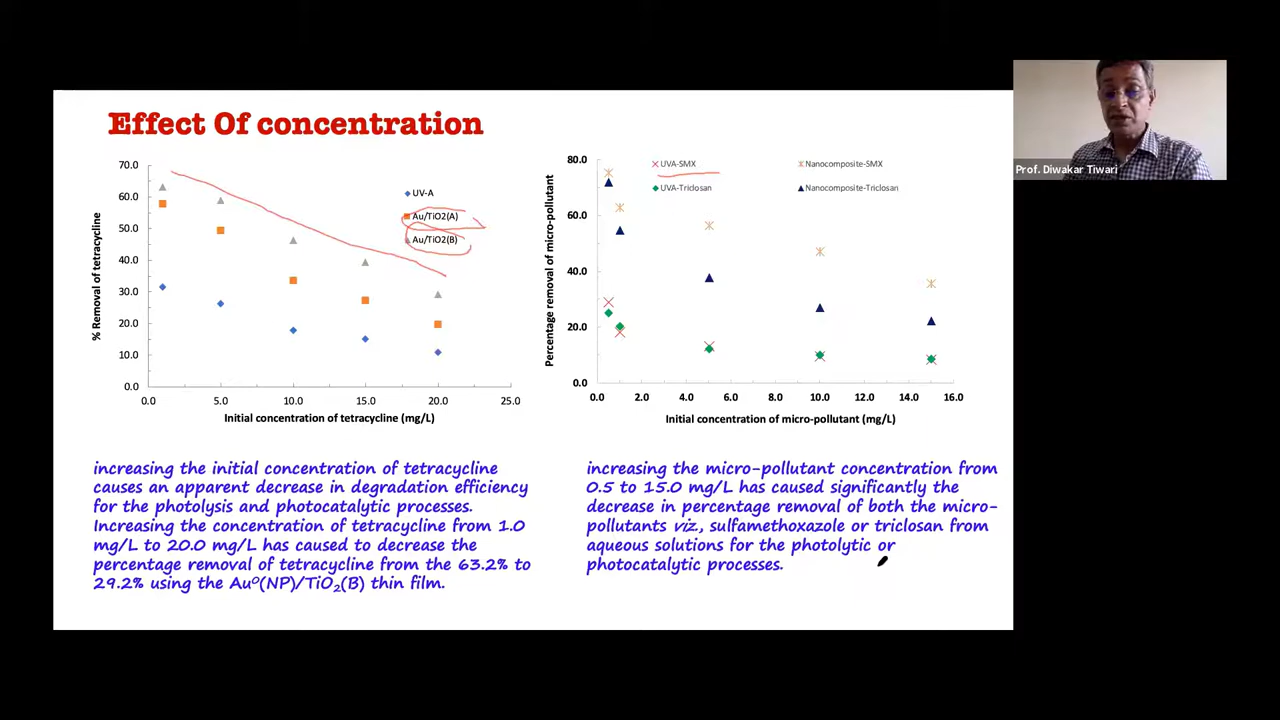 Effect Of concentration
% Removal of tetracycline
70.0
60.0
50.0
40.0
30.0
20.0
10.0
0.0
0.0 5.0 10.0 15.0 20.0 25.0
Initial concentration of tetracycline (mg/L)
UV-A
Au/TiO2(A)
Au/TiO2(B)
Percentage removal of micro-pollutant
80.0
60.0
40.0
20.0
0.0
0.0 2.0 4.0 6.0 8.0 10.0 12.0 14.0 16.0
Initial concentration of micro-pollutant (mg/L)
UVA-SMX Nanocomposite-SMX
UVA-Triclosan Nanocomposite-Triclosan
increasing the initial concentration of tetracycline
causes an apparent decrease in degradation efficiency
for the photolysis and photocatalytic processes.
Increasing the concentration of tetracycline from 1.0
mg/L to 20.0 mg/L has caused to decrease the
percentage removal of tetracycline from the 63.2% to
29.2% using the Au⁰(NP)/TiO₂(B) thin film.
increasing the micro-pollutant concentration from
0.5 to 15.0 mg/L has caused significantly the
decrease in percentage removal of both the micro-
pollutants viz., sulfamethoxazole or triclosan from
aqueous solutions for the photolytic or
photocatalytic processes.
Prof. Diwakar Tiwari